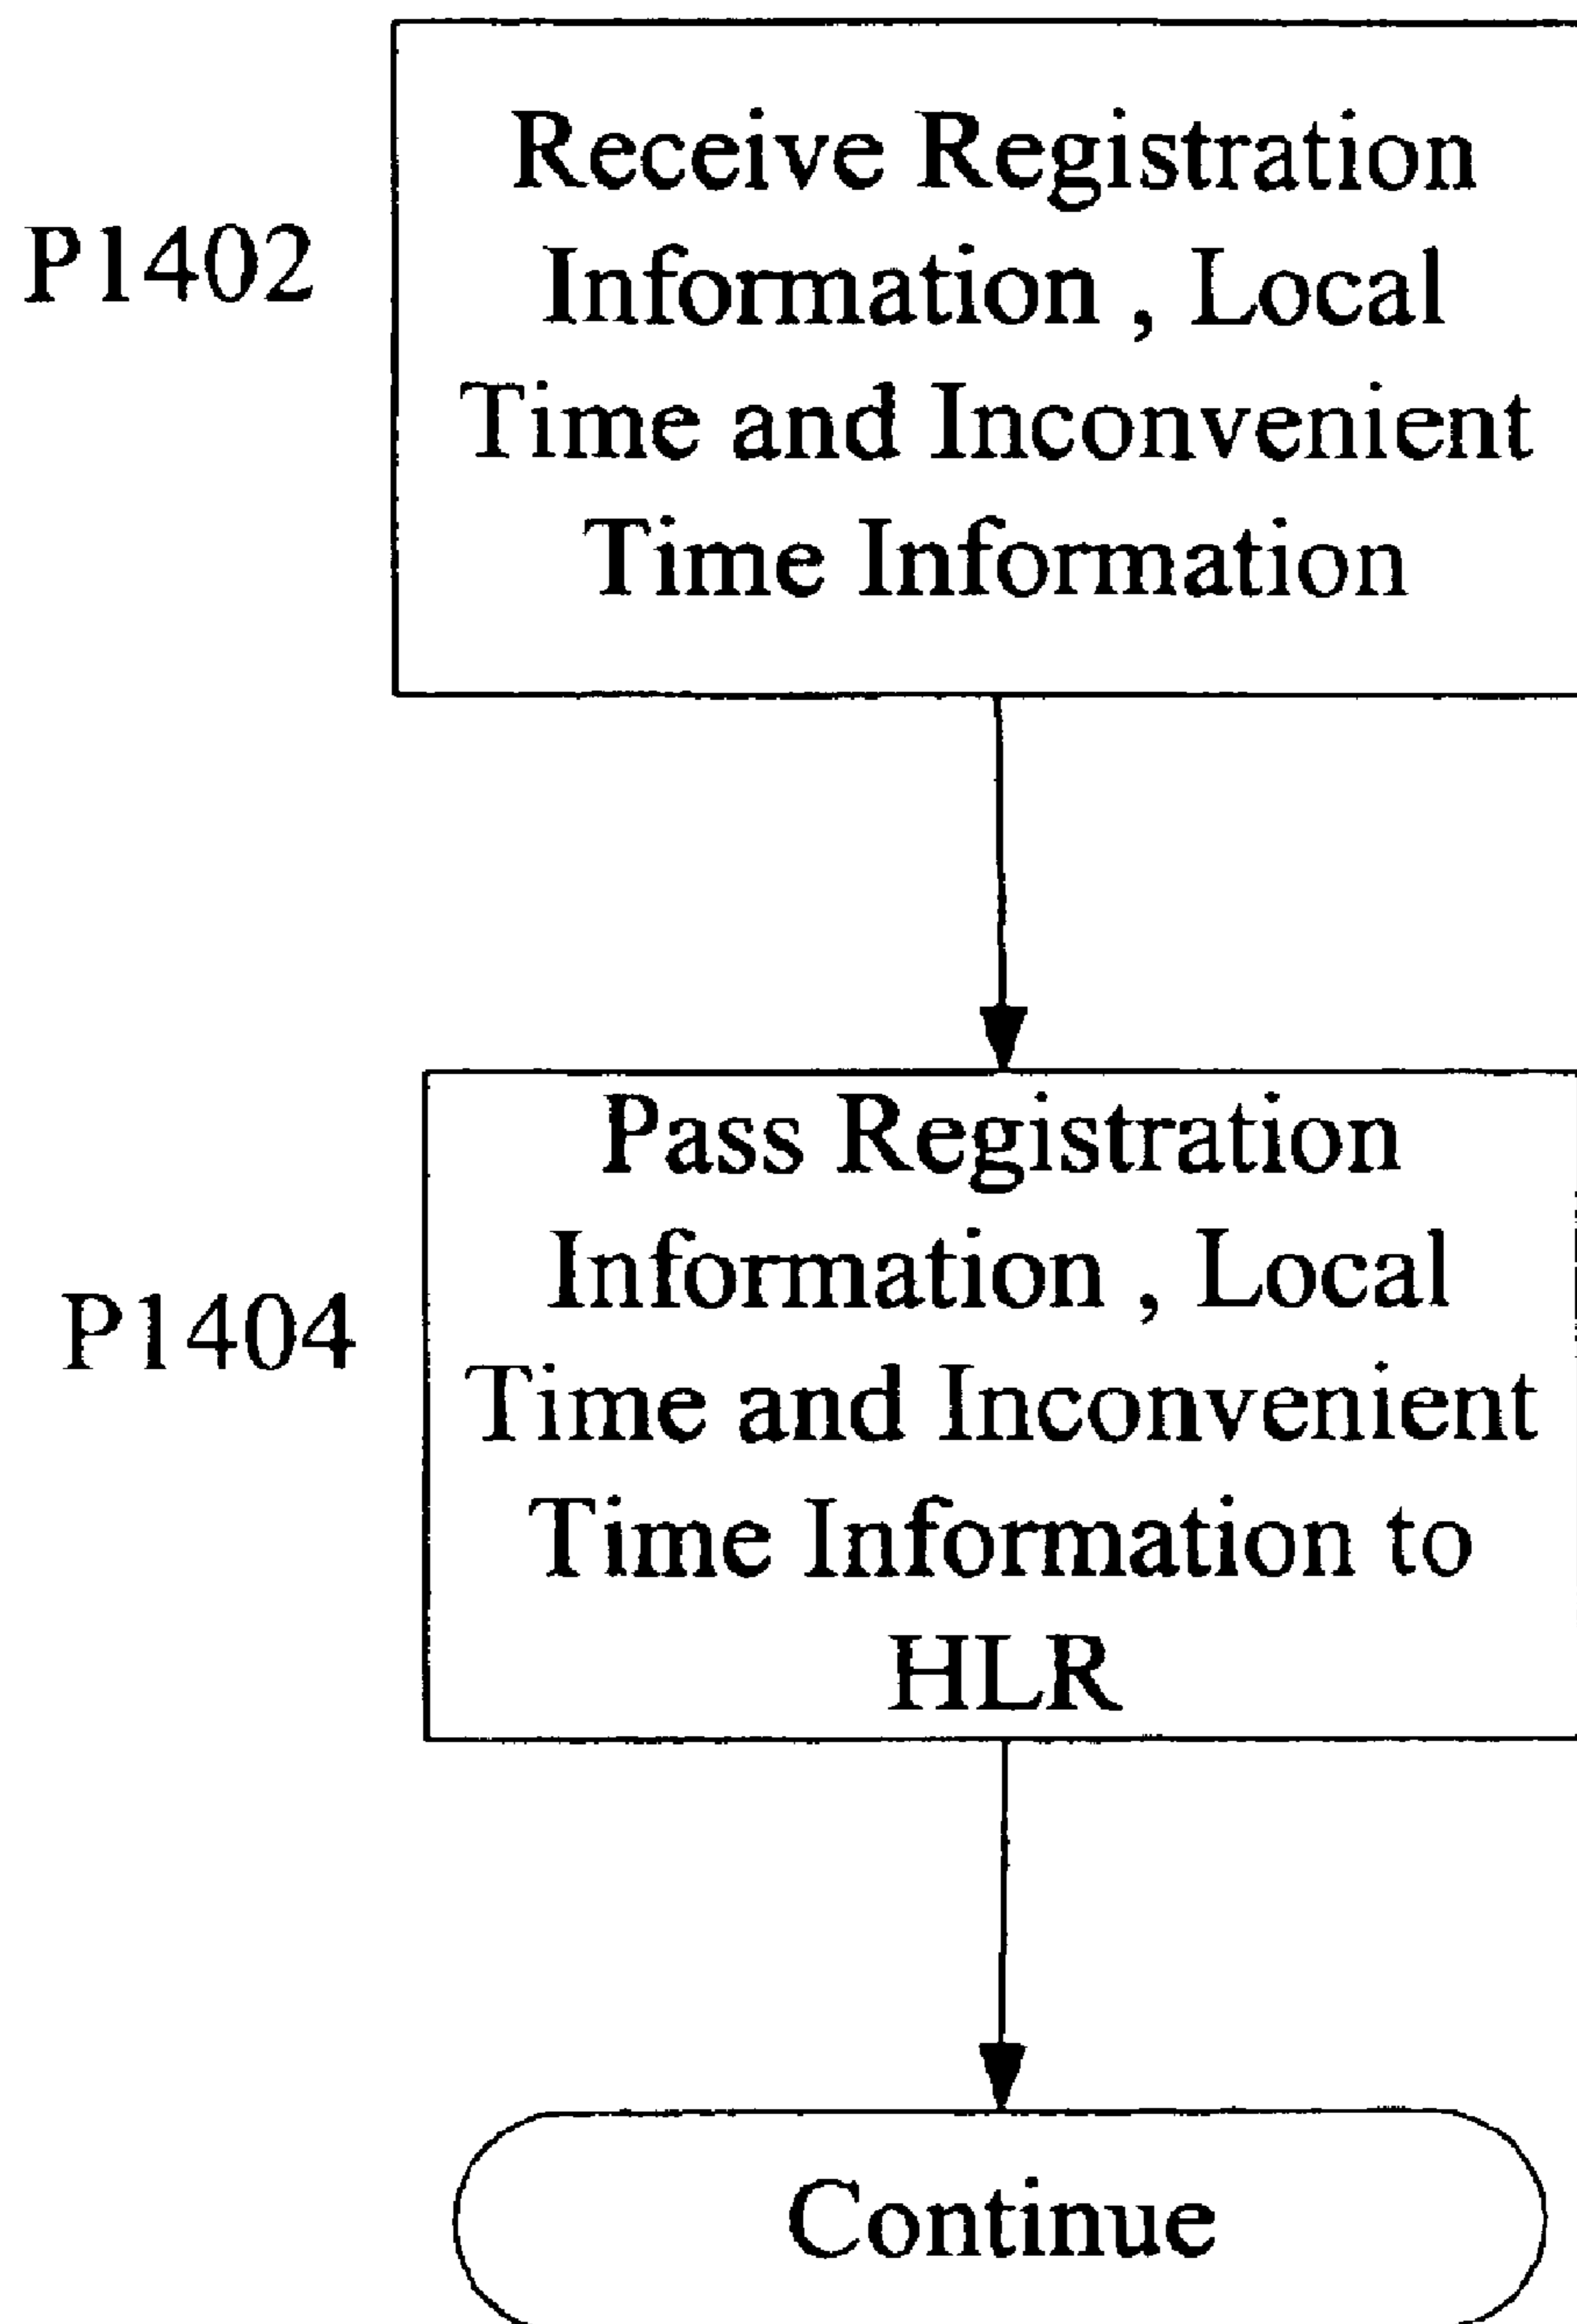 P1402
Receive Registration
Information , Local
Time and Inconvenient
Time Information
P1404
Pass Registration
Information , Local
Time and Inconvenient
Time Information to
HLR
Continue